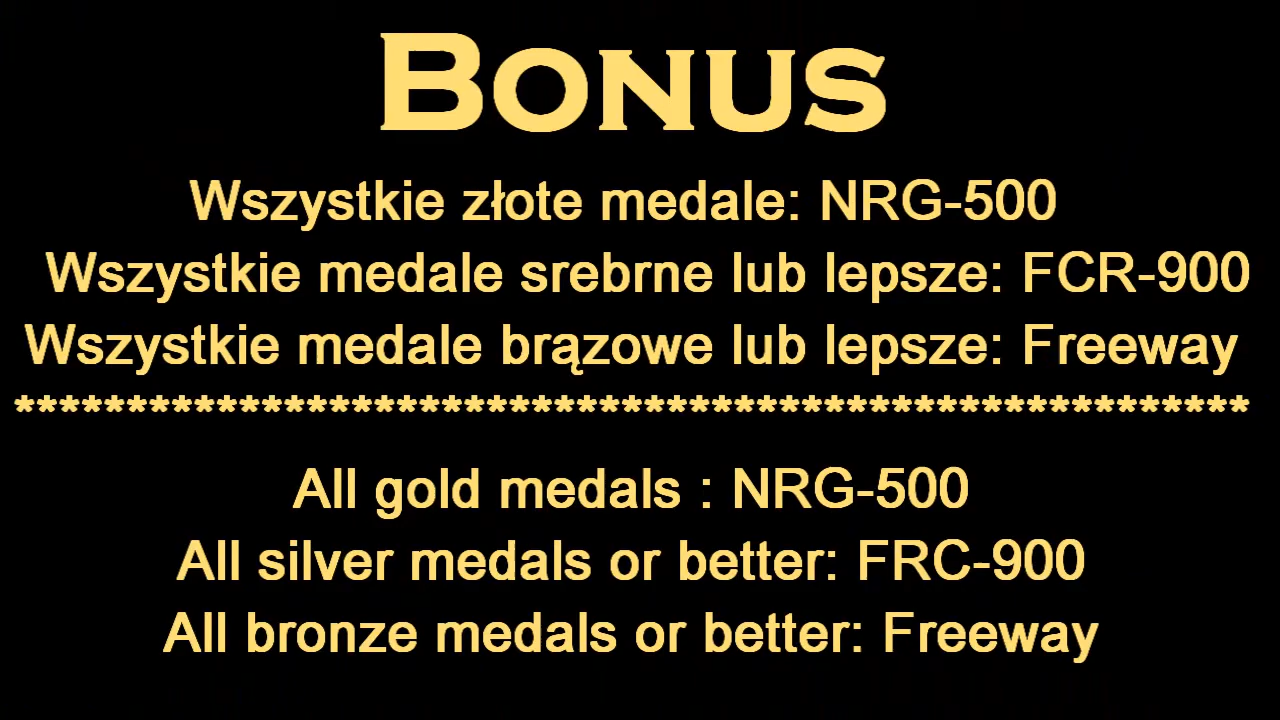 BONUS
Wszystkie złote medale: NRG-500
Wszystkie medale srebrne lub lepsze: FCR-900
Wszystkie medale brązowe lub lepsze: Freeway
*******************************************************
All gold medals : NRG-500
All silver medals or better: FRC-900
All bronze medals or better: Freeway